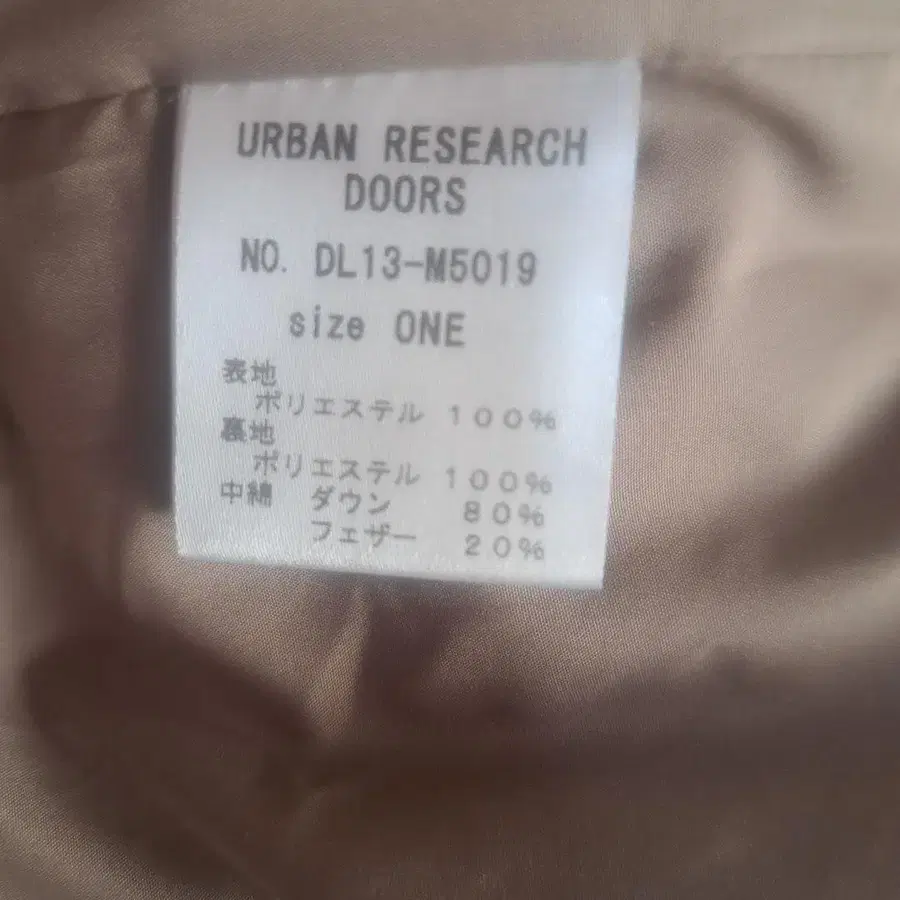 URBAN RESEARCH
DOORS
NO. DL13-M5019
size ONE
表地
ポリエステル 100%
裏地
ポリエステル 100%
中綿 ダウン 80%
フェザー 20%